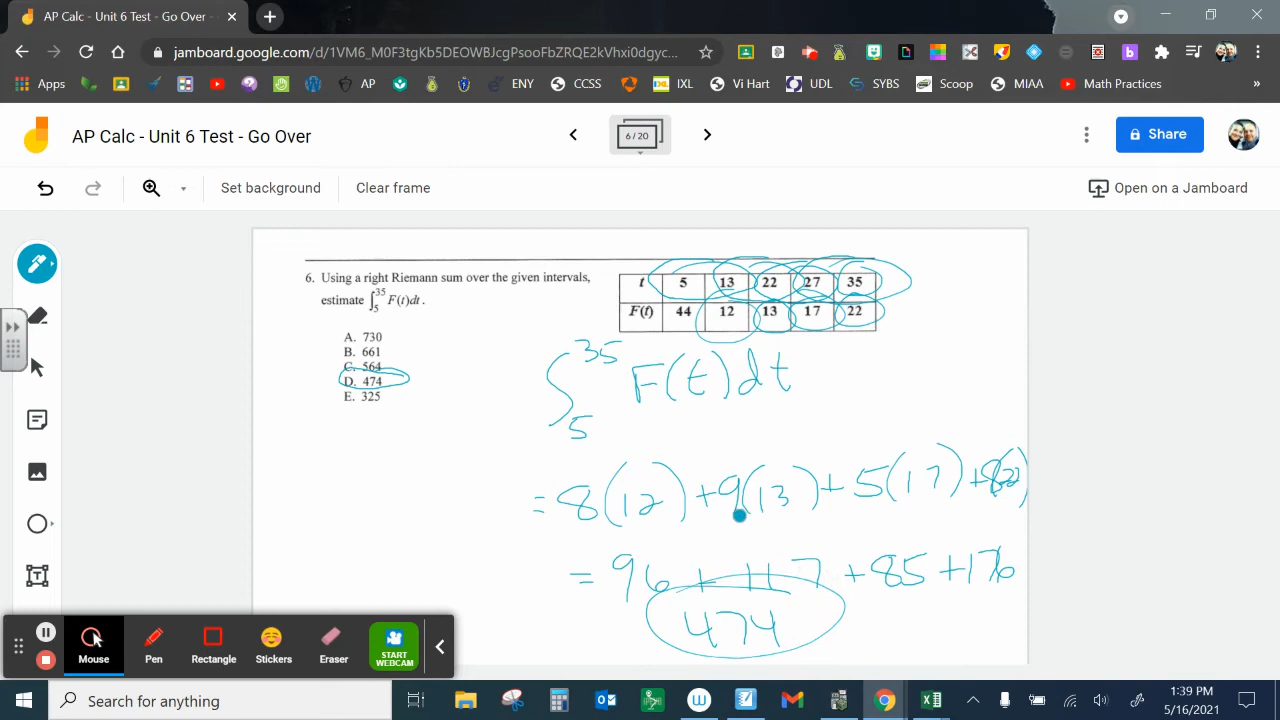 AP Calc - Unit 6 Test - Go Over -
jamboard.google.com/d/1VM6_M0F3tgKb5DEOWBJcgPooFbZRQE2kVhxi0dgyc...
Apps
AP
ENY
CCSS
IXL
Vi Hart
UDL
SYBS
Scoop
MIAA
Math Practices
»
AP Calc - Unit 6 Test - Go Over
6/20
Share
Set background
Clear frame
Open on a Jamboard
6. Using a right Riemann sum over the given intervals,
estimate ∫₅³⁵ F(t)dt.
t 5 13 22 27 35
F(t) 44 12 13 17 22
A. 730
B. 661
C. 564
D. 474
E. 325
∫₅³⁵ F(t)dt
= 8(12) + 9(13) + 5(17) + 8(22)
= 96 + 117 + 85 + 176
474
Mouse
Pen
Rectangle
Stickers
Eraser
START
WEBCAM
Search for anything
1:39 PM
5/16/2021